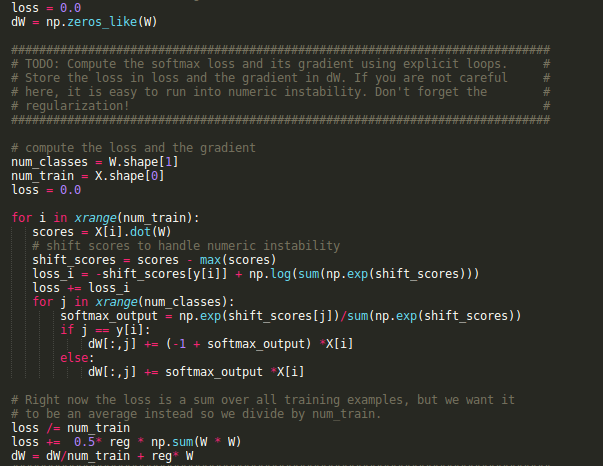 loss = 0.0
dW = np.zeros_like(W)
#############################################################################
# TODO: Compute the softmax loss and its gradient using explicit loops.     #
# Store the loss in loss and the gradient in dW. If you are not careful     #
# here, it is easy to run into numeric instability. Don't forget the        #
# regularization!                                                           #
#############################################################################
# compute the loss and the gradient
num_classes = W.shape[1]
num_train = X.shape[0]
loss = 0.0
for i in xrange(num_train):
    scores = X[i].dot(W)
    # shift scores to handle numeric instability
    shift_scores = scores - max(scores)
    loss_i = -shift_scores[y[i]] + np.log(sum(np.exp(shift_scores)))
    loss += loss_i
    for j in xrange(num_classes):
        softmax_output = np.exp(shift_scores[j])/sum(np.exp(shift_scores))
        if j == y[i]:
            dW[:,j] += (-1 + softmax_output) *X[i]
        else:
            dW[:,j] += softmax_output *X[i]
# Right now the loss is a sum over all training examples, but we want it
# to be an average instead so we divide by num_train.
loss /= num_train
loss +=  0.5* reg * np.sum(W * W)
dW = dW/num_train + reg* W